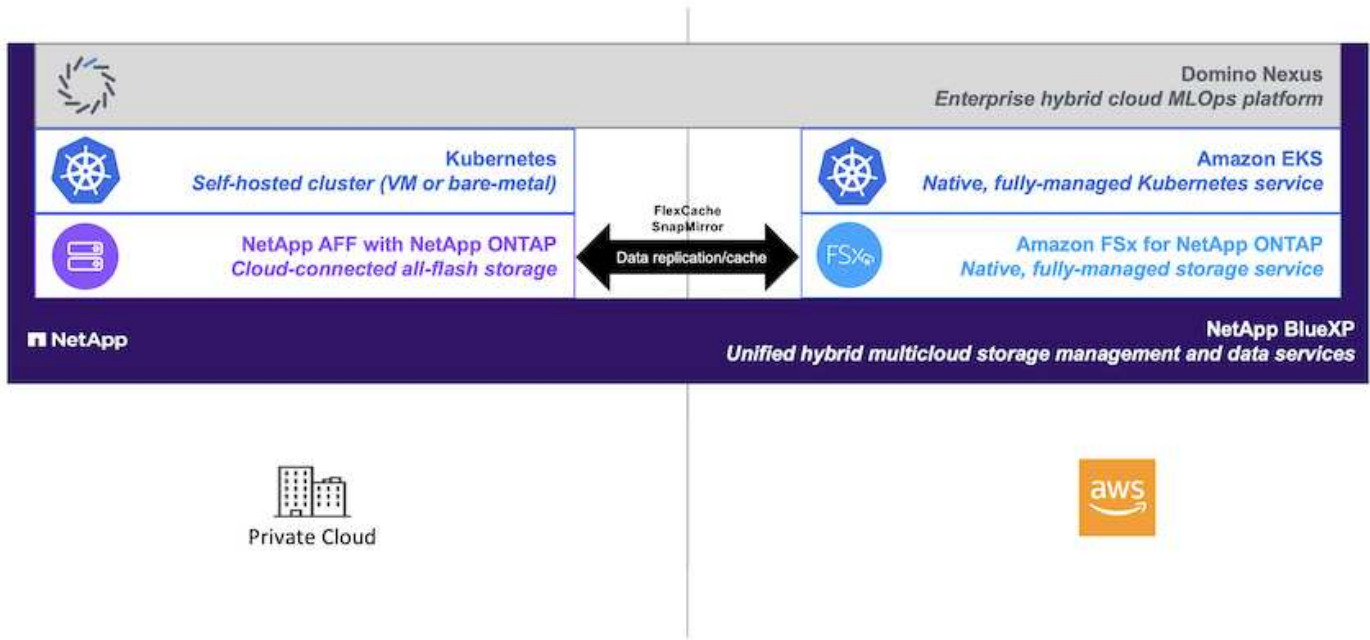 Domino Nexus
Enterprise hybrid cloud MLOps platform
Kubernetes
Self-hosted cluster (VM or bare-metal)
Amazon EKS
Native, fully-managed Kubernetes service
FlexCache
SnapMirror
Data replication/cache
NetApp AFF with NetApp ONTAP
Cloud-connected all-flash storage
FSx
Amazon FSx for NetApp ONTAP
Native, fully-managed storage service
NetApp
NetApp BlueXP
Unified hybrid multicloud storage management and data services
Private Cloud
aws